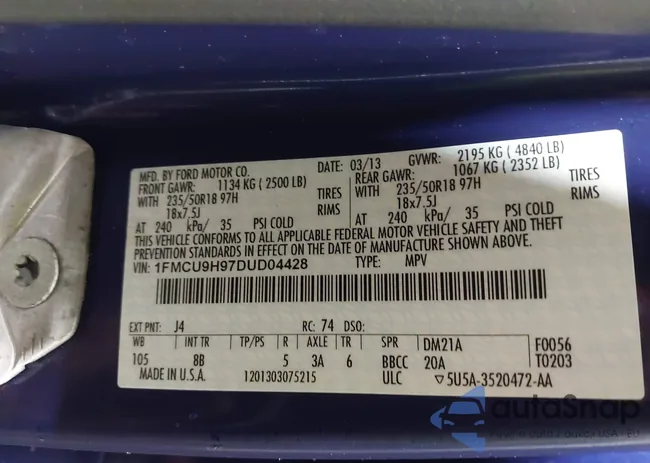 MFD. BY FORD MOTOR CO. 03/13 GVWR: 2195 KG ( 4840 LB)
FRONT GAWR: 1134 KG ( 2500 LB) REAR GAWR: 1067 KG ( 2352 LB)
WITH 235/50R18 97H TIRES WITH 235/50R18 97H TIRES
18x7.5J RIMS 18x7.5J RIMS
AT 240 kPa/ 35 PSI COLD AT 240 kPa/ 35 PSI COLD
THIS VEHICLE CONFORMS TO ALL APPLICABLE FEDERAL MOTOR VEHICLE SAFETY AND THEFT
PREVENTION STANDARDS IN EFFECT ON THE DATE OF MANUFACTURE SHOWN ABOVE.
VIN: 1FMCU9H97DUD04428 TYPE: MPV
EXT PNT: J4 RC: 74 DSO:
WB INT TR TP/PS R AXLE TR SPR DM21A F0056
105 8B 5 3A 6 BBCC 20A T0203
MADE IN U.S.A. 1201303075215 ULC ▽5U5A-3520472-AA
autoSnap